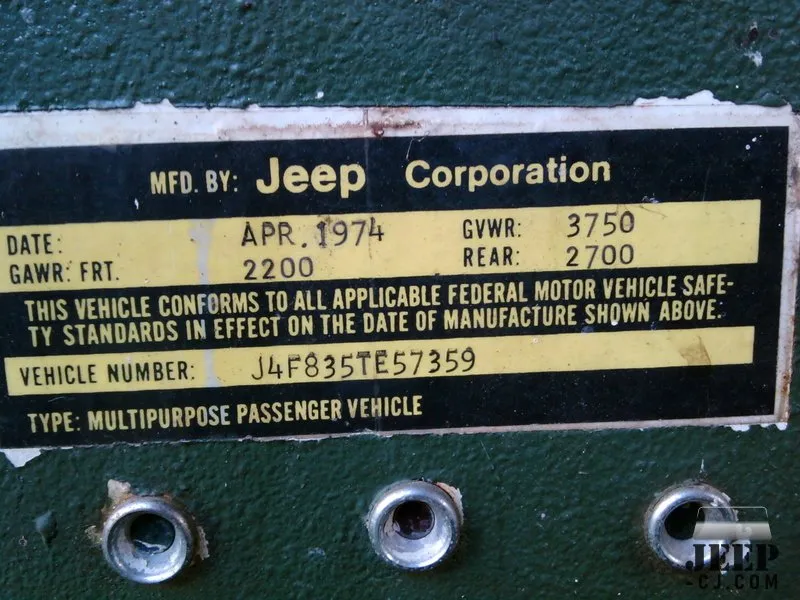 MFD. BY: Jeep Corporation
DATE: APR. 1974 GVWR: 3750
GAWR: FRT. 2200 REAR: 2700
THIS VEHICLE CONFORMS TO ALL APPLICABLE FEDERAL MOTOR VEHICLE SAFE-
TY STANDARDS IN EFFECT ON THE DATE OF MANUFACTURE SHOWN ABOVE.
VEHICLE NUMBER: J4F835TE57359
TYPE: MULTIPURPOSE PASSENGER VEHICLE
JEEP
-CJ.COM